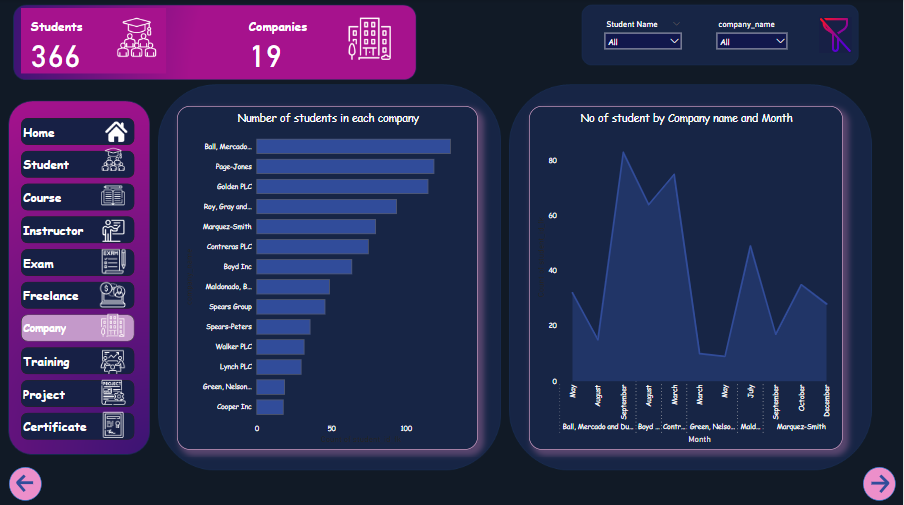 Students
366
Companies
19
Student Name
company_name
All
All
Home
Student
Course
Instructor
Exam
Freelance
Company
Training
Project
Certificate
Number of students in each company
Ball, Mercado...
Page-Jones
Golden PLC
Ray, Gray and...
Marquez-Smith
Contreras PLC
Boyd Inc
Maldonado, B...
Spears Group
Spears-Peters
Walker PLC
Lynch PLC
Green, Nelson...
Cooper Inc
0 50 100
No of student by Company name and Month
80
60
40
20
0
May August September August March March May July September October December
Ball, Mercado and Du... Boyd ... Contr... Green, Nelso... Mald... Marquez-Smith
Month
EXAM
PROJECT